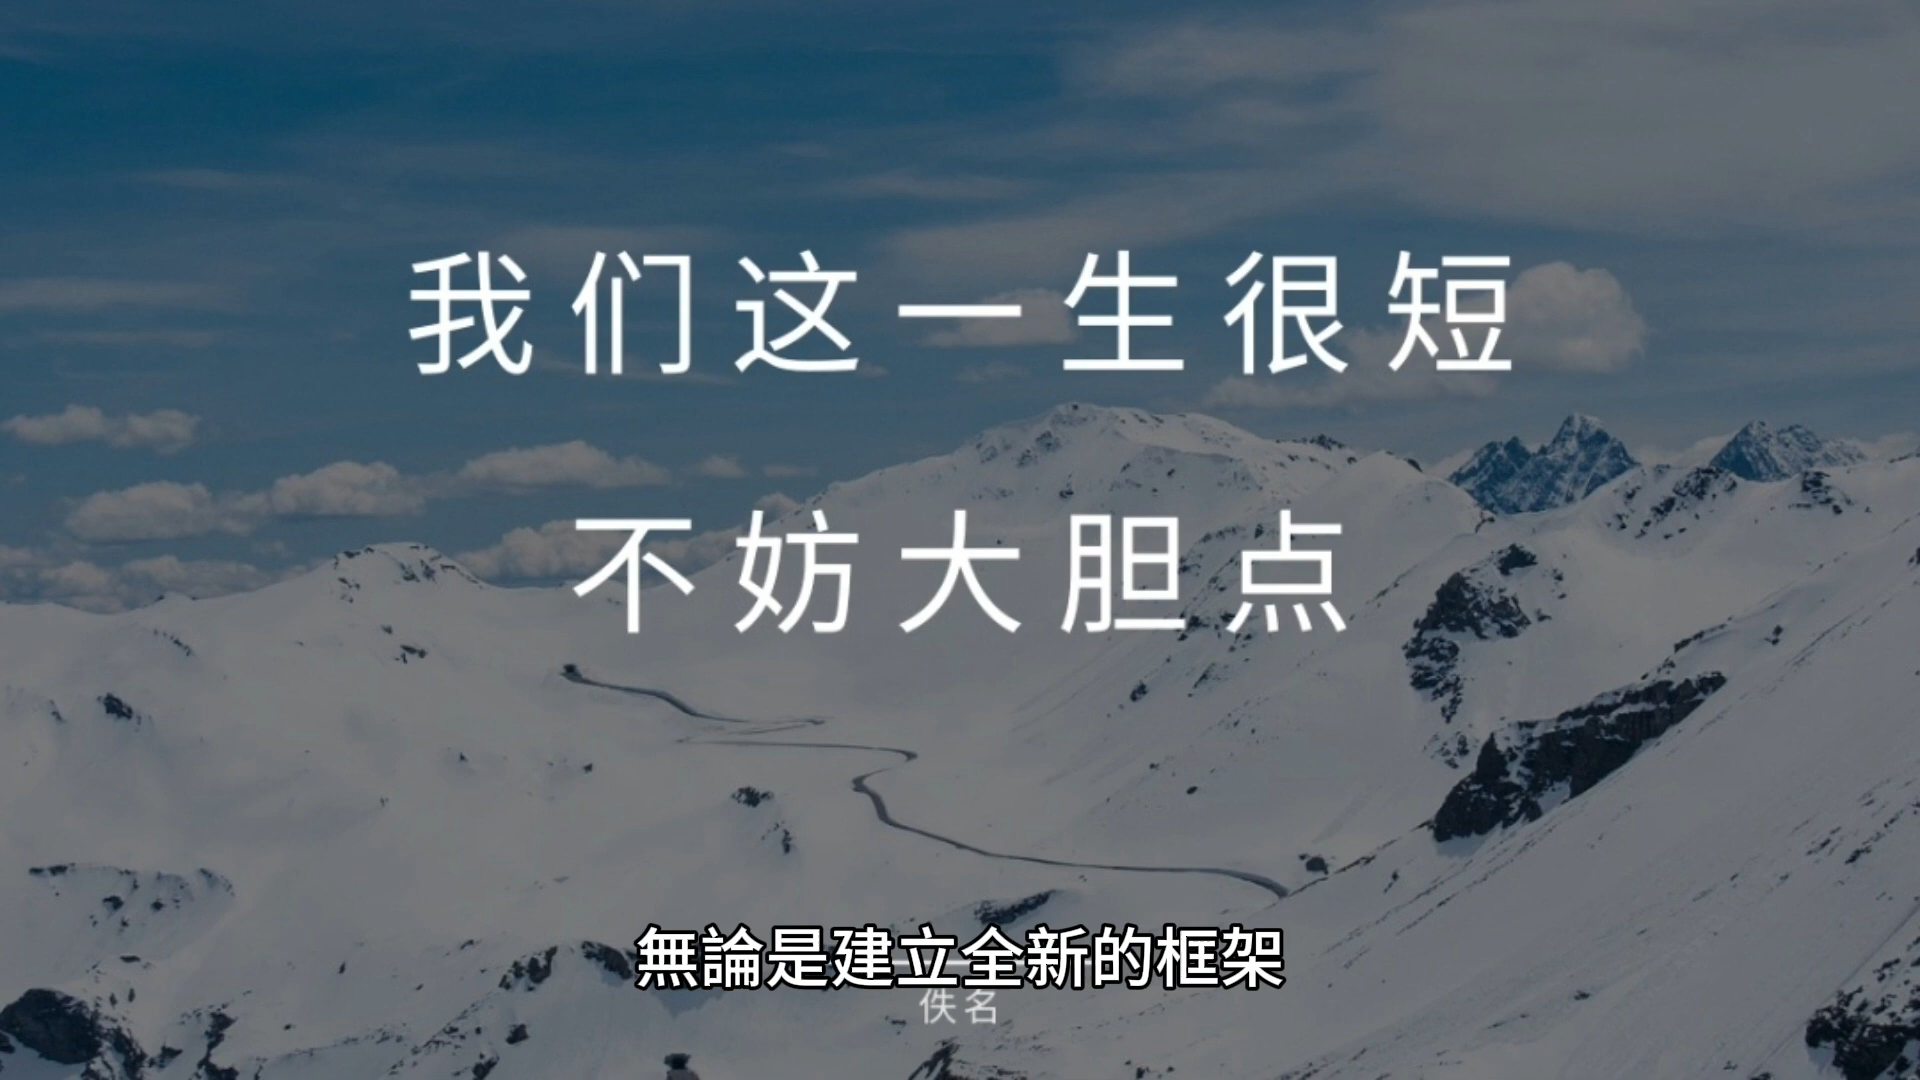 我们这一生很短
不妨大胆点
無論是建立全新的框架
佚名